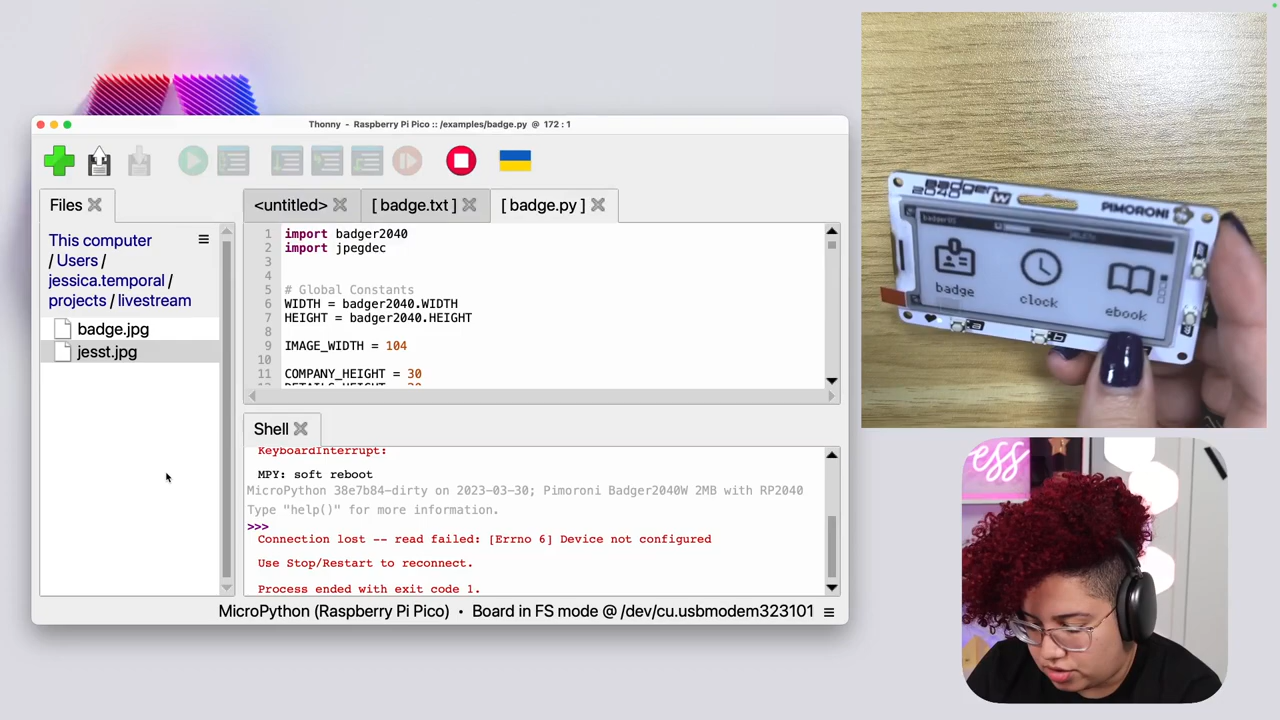 Thonny - Raspberry Pi Pico :: /examples/badge.py @ 172 : 1
Files
This computer
/ Users /
jessica.temporal /
projects / livestream
badge.jpg
jesst.jpg
<untitled>
[ badge.txt ]
[ badge.py ]
1 import badger2040
2 import jpegdec
3
4
5 # Global Constants
6 WIDTH = badger2040.WIDTH
7 HEIGHT = badger2040.HEIGHT
8
9 IMAGE_WIDTH = 104
10
11 COMPANY_HEIGHT = 30
Shell
KeyboardInterrupt:
MPY: soft reboot
MicroPython 38e7b84-dirty on 2023-03-30; Pimoroni Badger2040W 2MB with RP2040
Type "help()" for more information.
>>>
Connection lost -- read failed: [Errno 6] Device not configured
Use Stop/Restart to reconnect.
Process ended with exit code 1.
MicroPython (Raspberry Pi Pico) • Board in FS mode @ /dev/cu.usbmodem323101
badger
2040 W
PIMORONI
badgerOS
badge
clock
ebook
a
b
ess